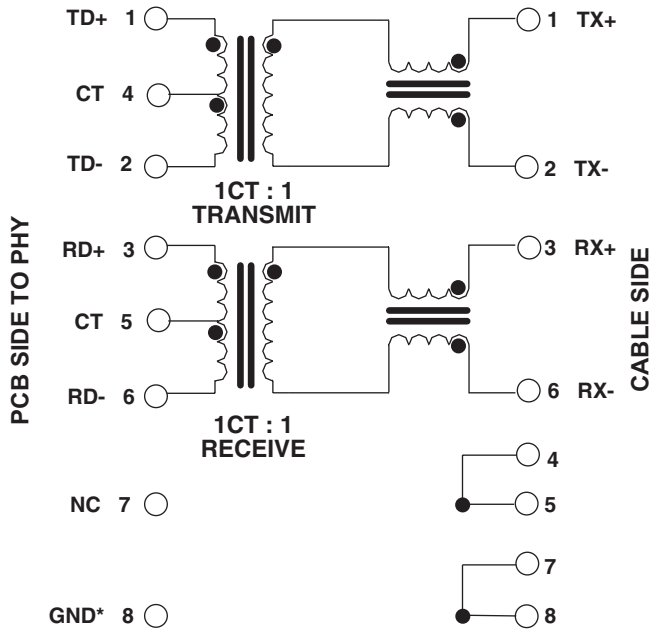 TD+ 1
1 TX+
CT 4
TD- 2
2 TX-
1CT : 1
TRANSMIT
PCB SIDE TO PHY
RD+ 3
3 RX+
CT 5
RD- 6
6 RX-
1CT : 1
RECEIVE
CABLE SIDE
4
NC 7
5
7
GND* 8
8